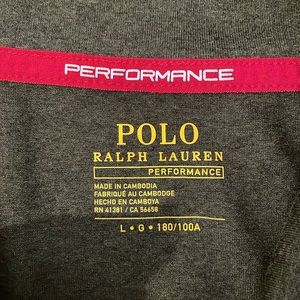 PERFORMANCE
POLO
RALPH LAUREN
PERFORMANCE
MADE IN CAMBODIA
FABRIQUÉ AU CAMBODGE
HECHO EN CAMBOYA
RN 41381 / CA 56658
L • G • 180/100A